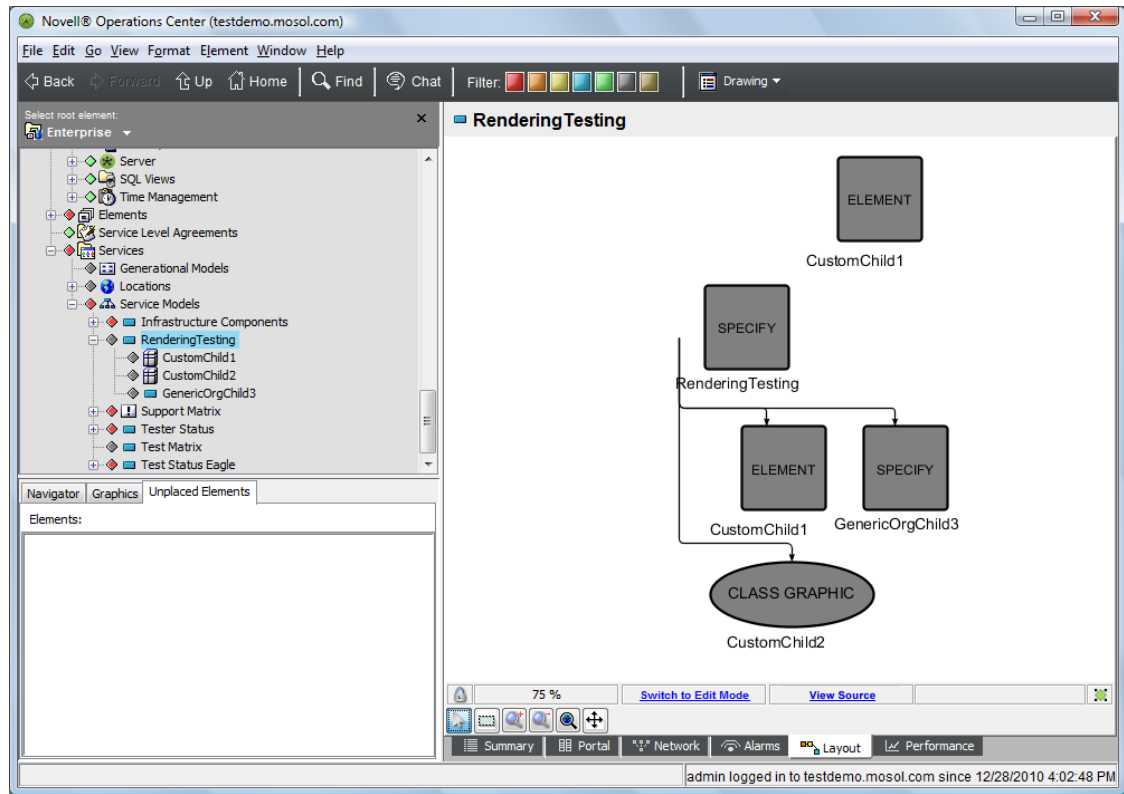 Novell® Operations Center (testdemo.mosol.com)
File Edit Go View Format Element Window Help
Back Forward Up Home Find Chat Filter: Drawing
Select root element:
Enterprise
Server
SQL Views
Time Management
Elements
Service Level Agreements
Services
Generational Models
Locations
Service Models
Infrastructure Components
RenderingTesting
CustomChild1
CustomChild2
GenericOrgChild3
Support Matrix
Tester Status
Test Matrix
Test Status Eagle
Navigator Graphics Unplaced Elements
Elements:
RenderingTesting
ELEMENT
CustomChild1
SPECIFY
RenderingTesting
ELEMENT SPECIFY
CustomChild1 GenericOrgChild3
CLASS GRAPHIC
CustomChild2
75 % Switch to Edit Mode View Source
Summary Portal Network Alarms Layout Performance
admin logged in to testdemo.mosol.com since 12/28/2010 4:02:48 PM